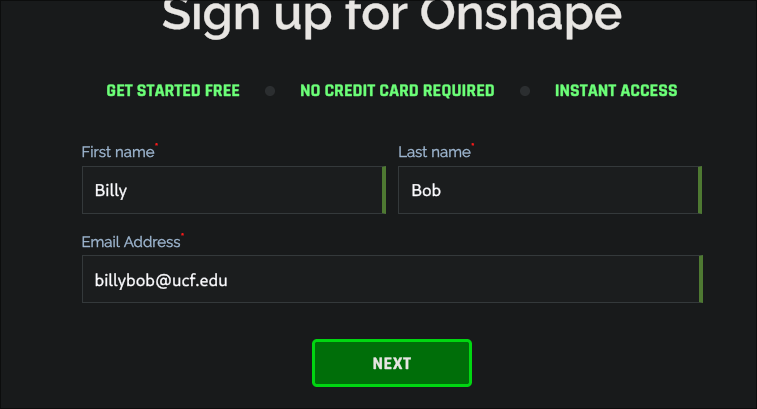 Sign up for Onshape
GET STARTED FREE NO CREDIT CARD REQUIRED INSTANT ACCESS
First name* Last name*
Billy Bob
Email Address*
billybob@ucf.edu
NEXT